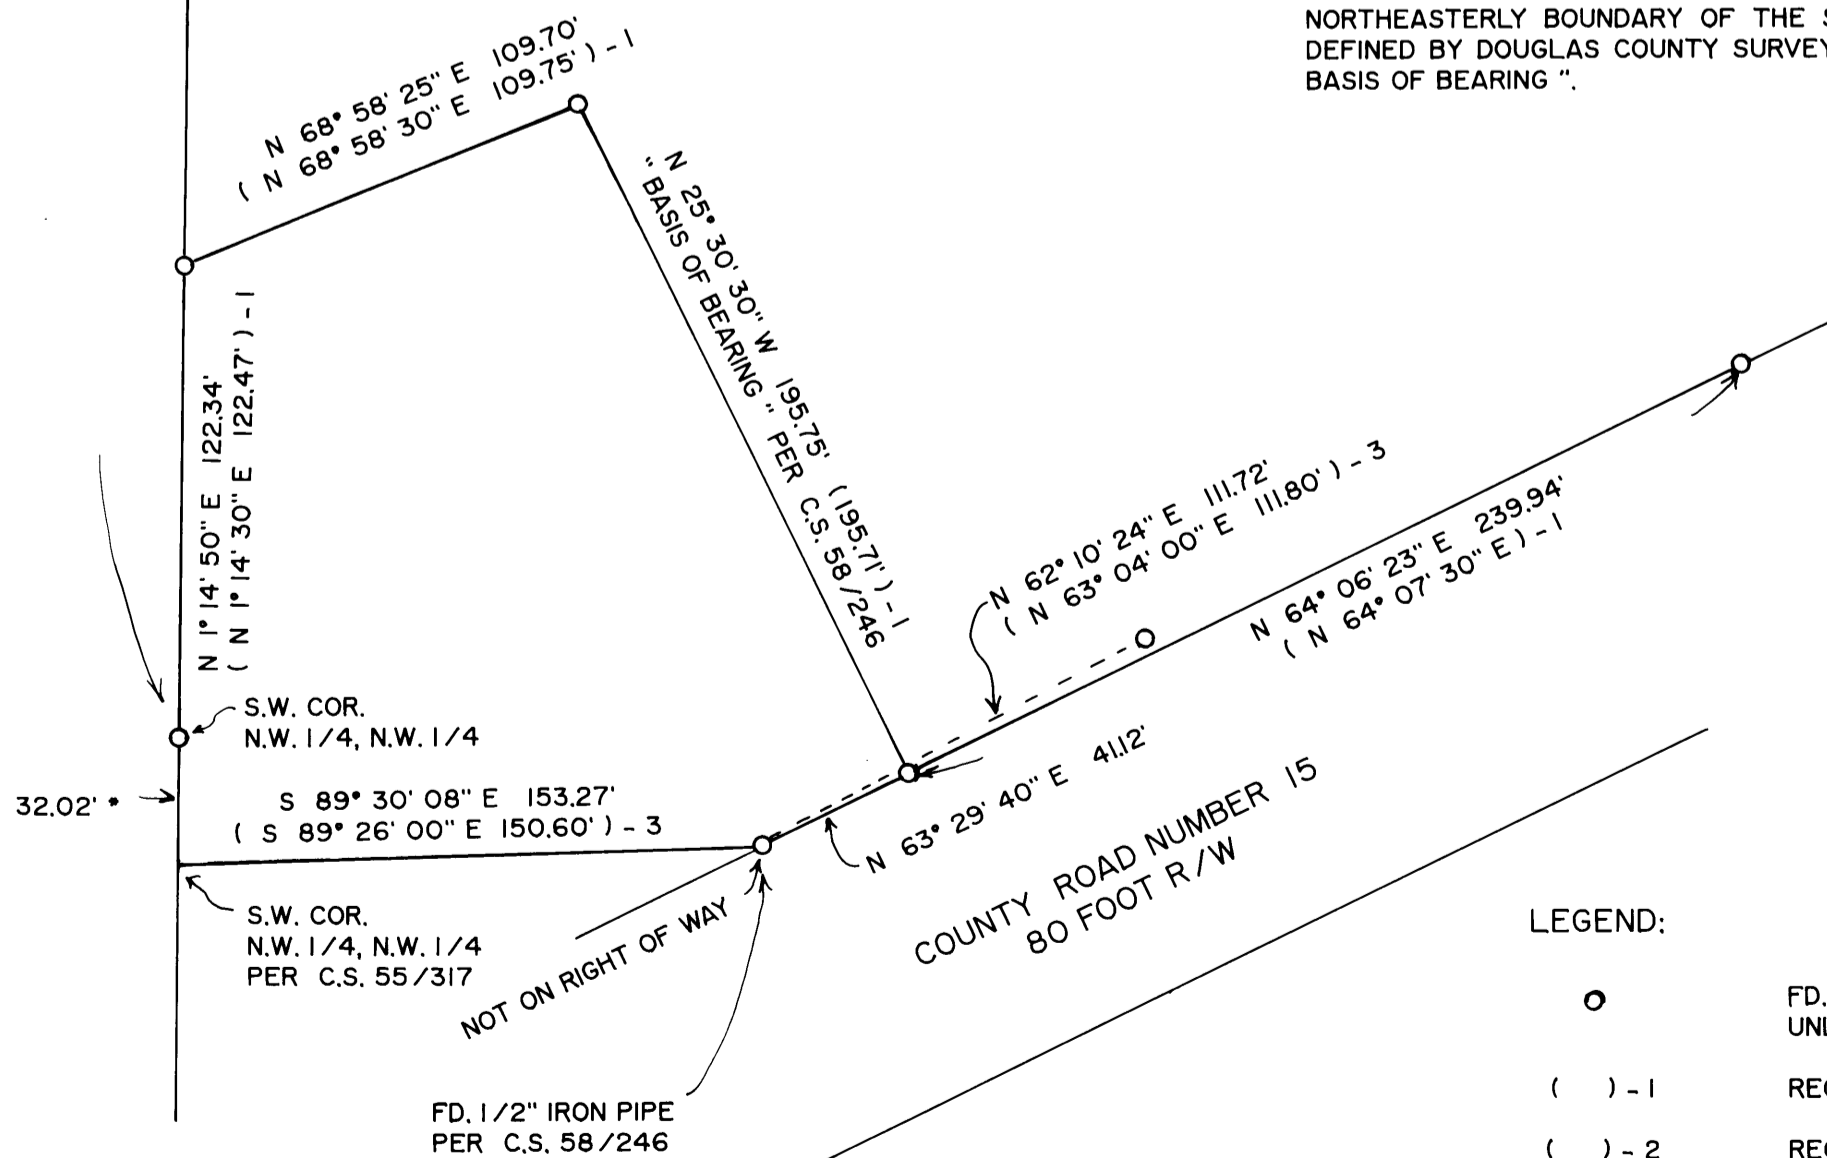 NORTHEASTERLY BOUNDARY OF THE
DEFINED BY DOUGLAS COUNTY SURVEY
BASIS OF BEARING ".
N 68° 58' 25" E 109.70'
( N 68° 58' 30" E 109.75' ) - 1
N 25° 30' 30" W 195.75' (195.71') - 1
" BASIS OF BEARING " PER C.S. 58/246
N 1° 14' 50" E 122.34'
( N 1° 14' 30" E 122.47' ) - 1
N 62° 10' 24" E 111.72'
( N 63° 04' 00" E 111.80' ) - 3
N 64° 06' 23" E 239.94'
( N 64° 07' 30" E ) - 1
S.W. COR.
N.W. 1/4, N.W. 1/4
32.02' *
S 89° 30' 08" E 153.27'
( S 89° 26' 00" E 150.60' ) - 3
N 63° 29' 40" E 41.12'
COUNTY ROAD NUMBER 15
80 FOOT R/W
S.W. COR.
N.W. 1/4, N.W. 1/4
PER C.S. 55/317
NOT ON RIGHT OF WAY
FD. 1/2" IRON PIPE
PER C.S. 58/246
LEGEND:
FD.
( ) - 1
( ) - 2